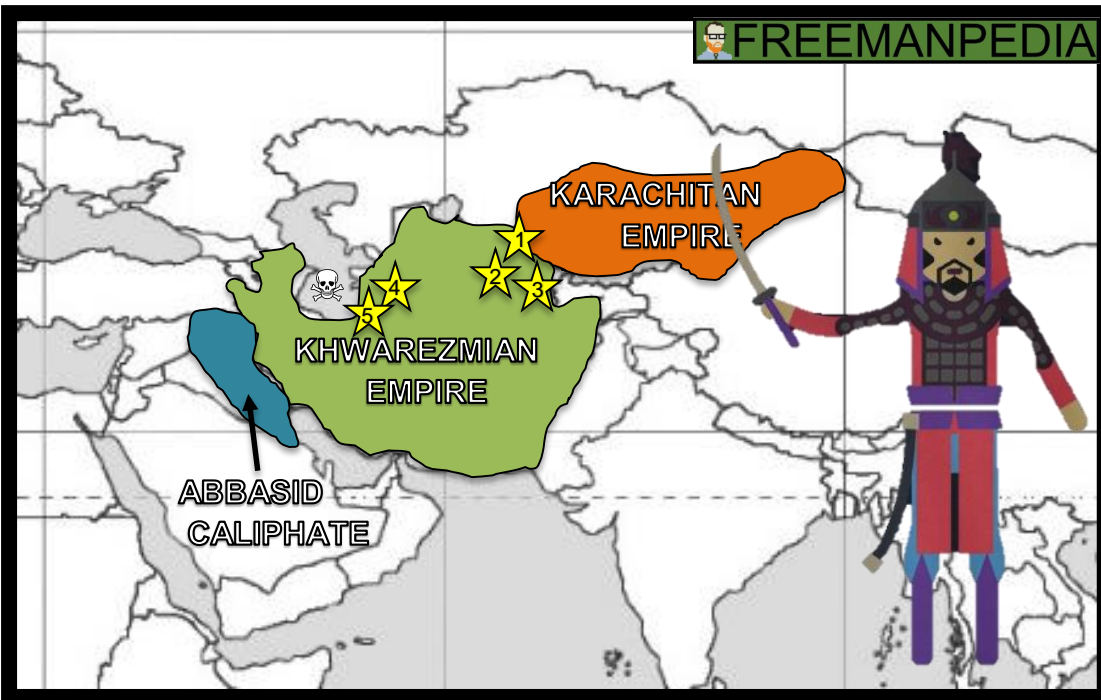 FREEMANPEDIA
KARACHITAN
EMPIRE
1
2
3
4
5
KHWAREZMIAN
EMPIRE
ABBASID
CALIPHATE